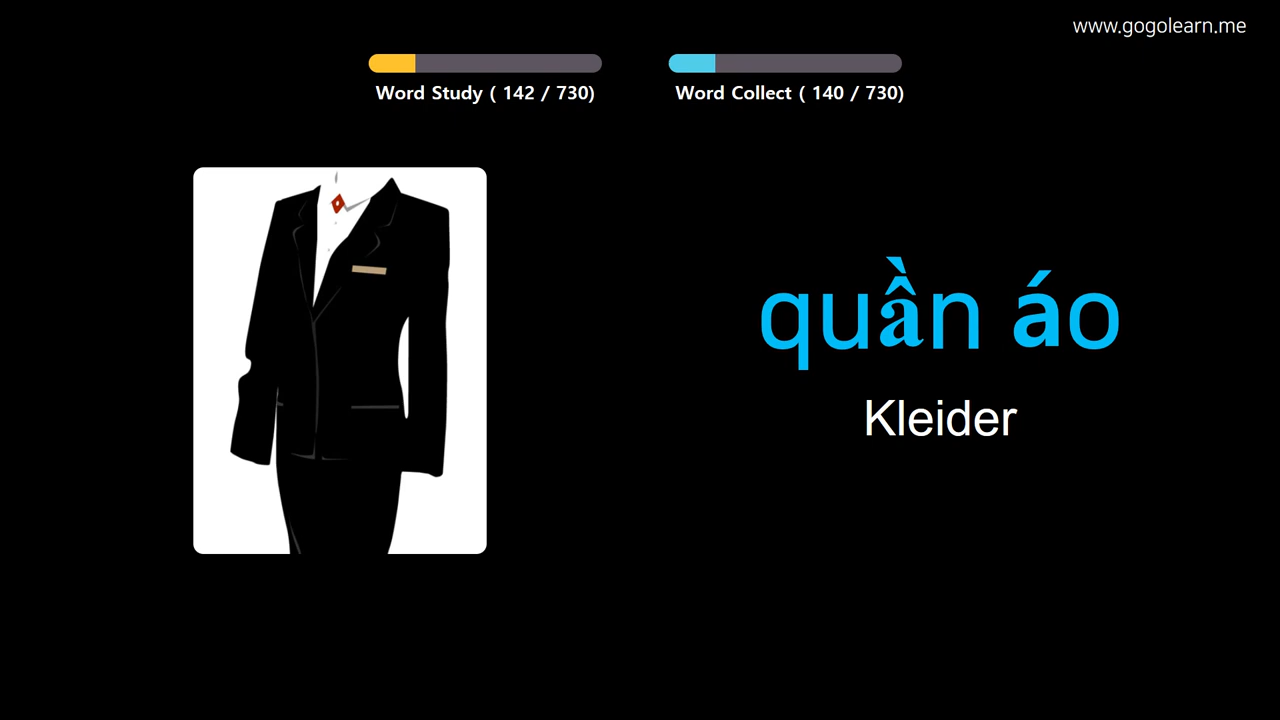 www.gogolearn.me
Word Study ( 142 / 730)
Word Collect ( 140 / 730)
quần áo
Kleider